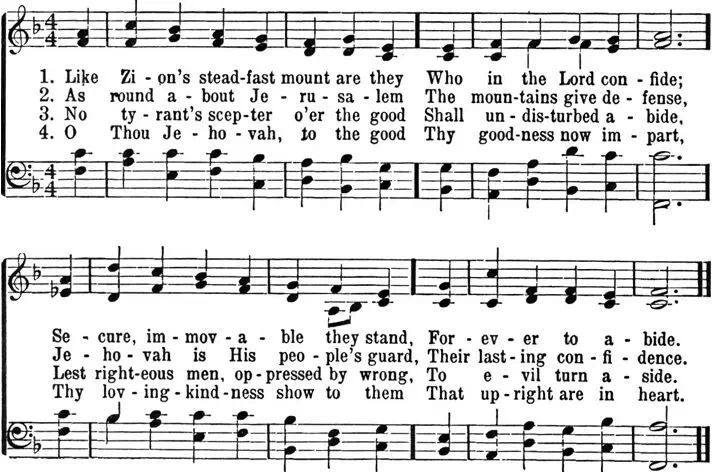 4
4
1. Like Zi - on's stead - fast mount are they Who in the Lord con - fide;
2. As round a - bout Je - ru - sa - lem The moun - tains give de - fense,
3. No ty - rant's scep - ter o'er the good Shall un - dis - turbed a - bide,
4. O Thou Je - ho - vah, to the good Thy good - ness now im - part,
4
4
Se - cure, im - mov - a - ble they stand, For - ev - er to a - bide.
Je - ho - vah is His peo - ple's guard, Their last - ing con - fi - dence.
Lest right - eous men, op - pressed by wrong, To e - vil turn a - side.
Thy lov - ing - kind - ness show to them That up - right are in heart.